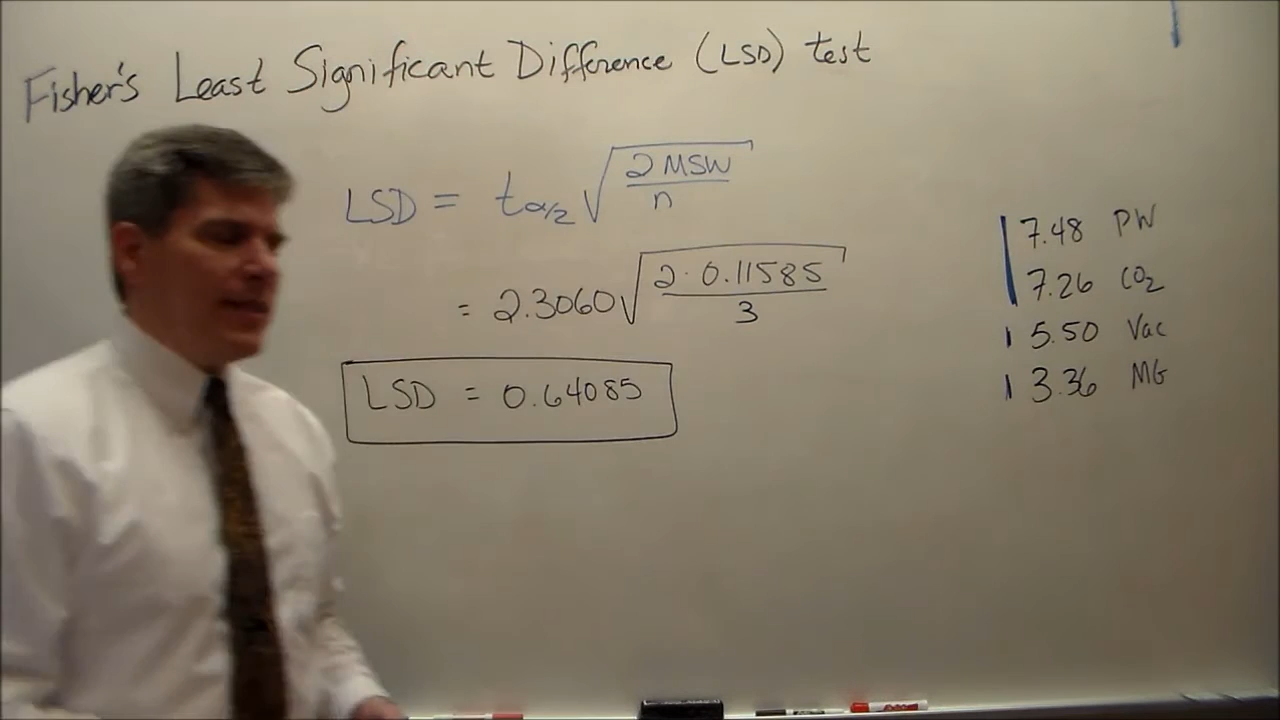 Fisher's Least Significant Difference (LSD) test
LSD = t α/2 √(2 MSW / n)
= 2.3060 √(2 · 0.11585 / 3)
LSD = 0.64085
7.48 PW
7.26 CO₂
5.50 Vac
3.36 MG